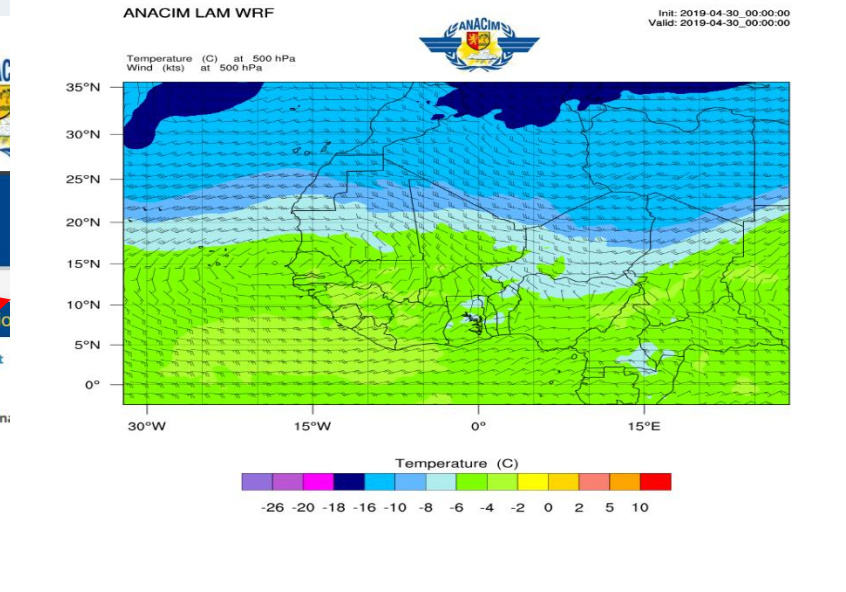 ANACIM LAM WRF
Init: 2019-04-30_00:00:00
Valid: 2019-04-30_00:00:00
ANACIM
Temperature (C) at 500 hPa
Wind (kts) at 500 hPa
35°N
30°N
25°N
20°N
15°N
10°N
5°N
0°
30°W 15°W 0° 15°E
Temperature (C)
-26 -20 -18 -16 -10 -8 -6 -4 -2 0 2 5 10